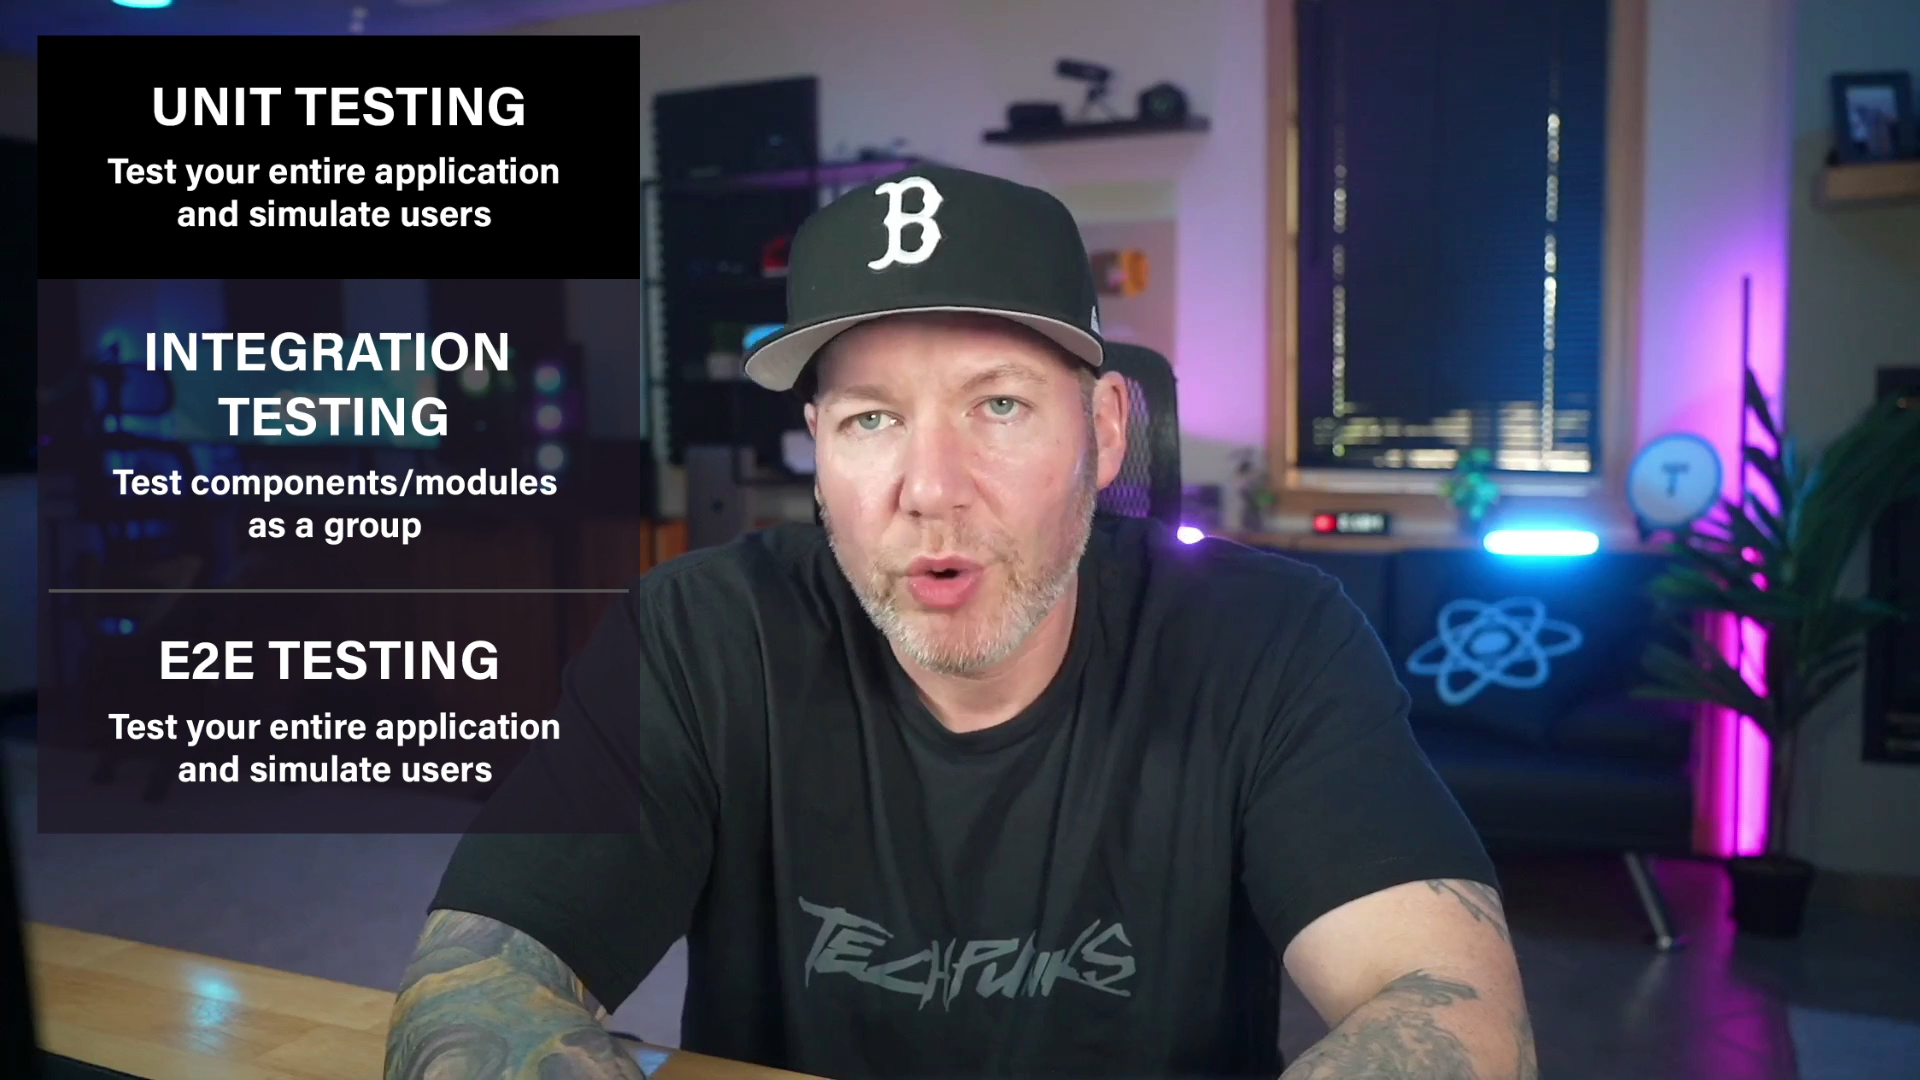 UNIT TESTING
Test your entire application
and simulate users
INTEGRATION
TESTING
Test components/modules
as a group
E2E TESTING
Test your entire application
and simulate users
B
TECHPUNKS
T